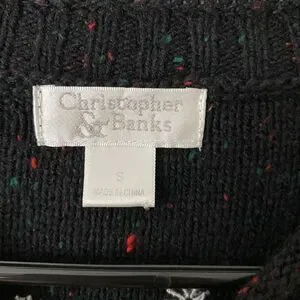 Christopher
& Banks
S
MADE IN CHINA